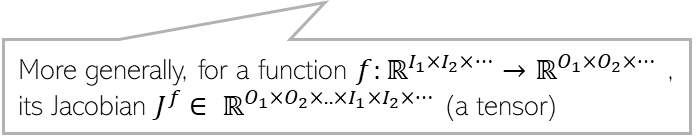 More generally, for a function 𝑓: ℝ^{𝐼₁×𝐼₂×⋯} → ℝ^{𝑂₁×𝑂₂×⋯} ,
its Jacobian 𝐽^𝑓 ∈ ℝ^{𝑂₁×𝑂₂×..×𝐼₁×𝐼₂×⋯} (a tensor)